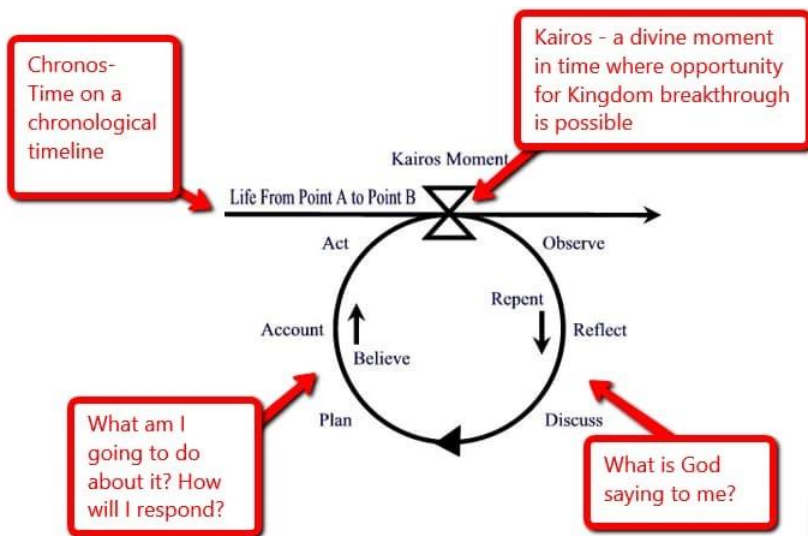 Chronos-
Time on a
chronological
timeline
Kairos - a divine moment
in time where opportunity
for Kingdom breakthrough
is possible
Kairos Moment
Life From Point A to Point B
Act
Observe
Repent
Account
Reflect
Believe
Plan
Discuss
What am I
going to do
about it? How
will I respond?
What is God
saying to me?